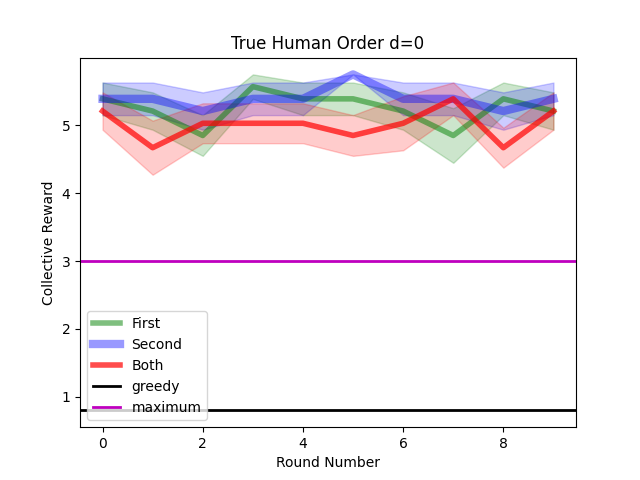 True Human Order d=0
Collective Reward
5
4
3
2
1
First
Second
Both
greedy
maximum
0 2 4 6 8
Round Number